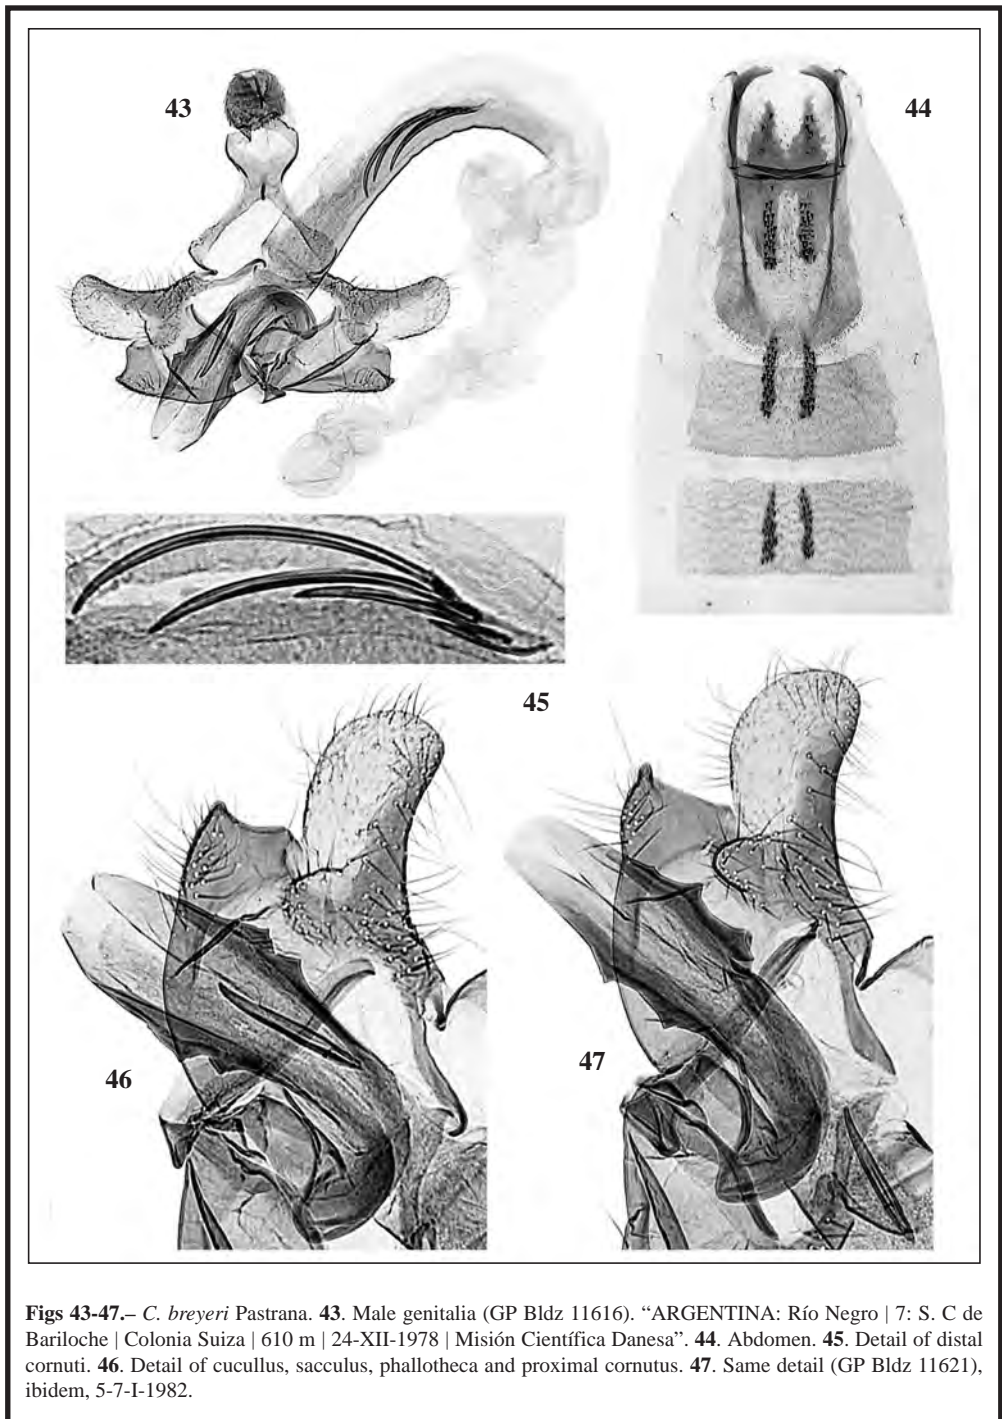 43
44
45
46
47
Figs 43-47.– C. breyeri Pastrana. 43. Male genitalia (GP Bldz 11616). “ARGENTINA: Río Negro | 7: S. C de
Bariloche | Colonia Suiza | 610 m | 24-XII-1978 | Misión Científica Danesa”. 44. Abdomen. 45. Detail of distal
cornuti. 46. Detail of cucullus, sacculus, phallotheca and proximal cornutus. 47. Same detail (GP Bldz 11621),
ibidem, 5-7-I-1982.